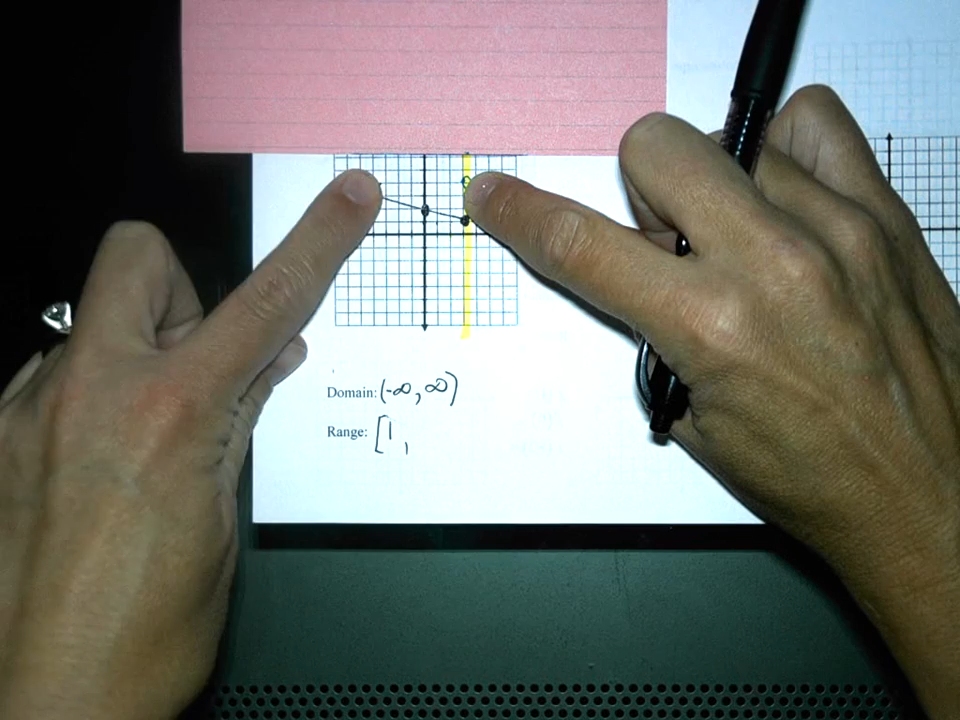 Domain: (-∞, ∞)
Range: [1,